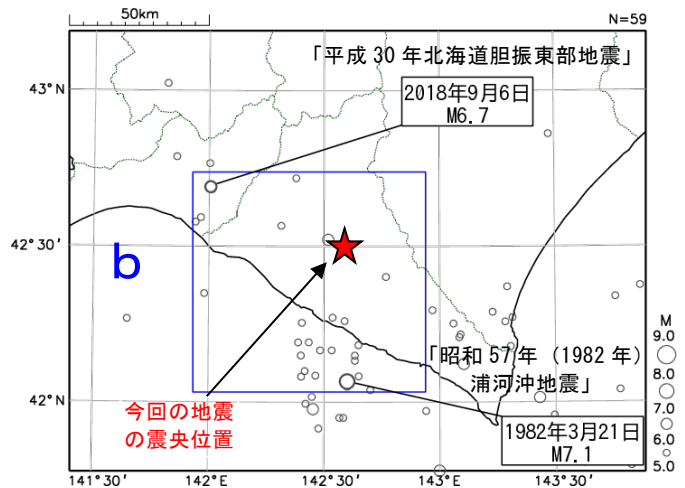 50km
N=59
「平成 30 年北海道胆振東部地震」
43°N
2018年9月6日
M6.7
42°30′
b
M
9.0
8.0
7.0
6.0
5.0
「昭和 57 年（1982 年）
浦河沖地震」
42°N
今回の地震
の震央位置
1982年3月21日
M7.1
141°30′
142°E
142°30′
143°E
143°30′